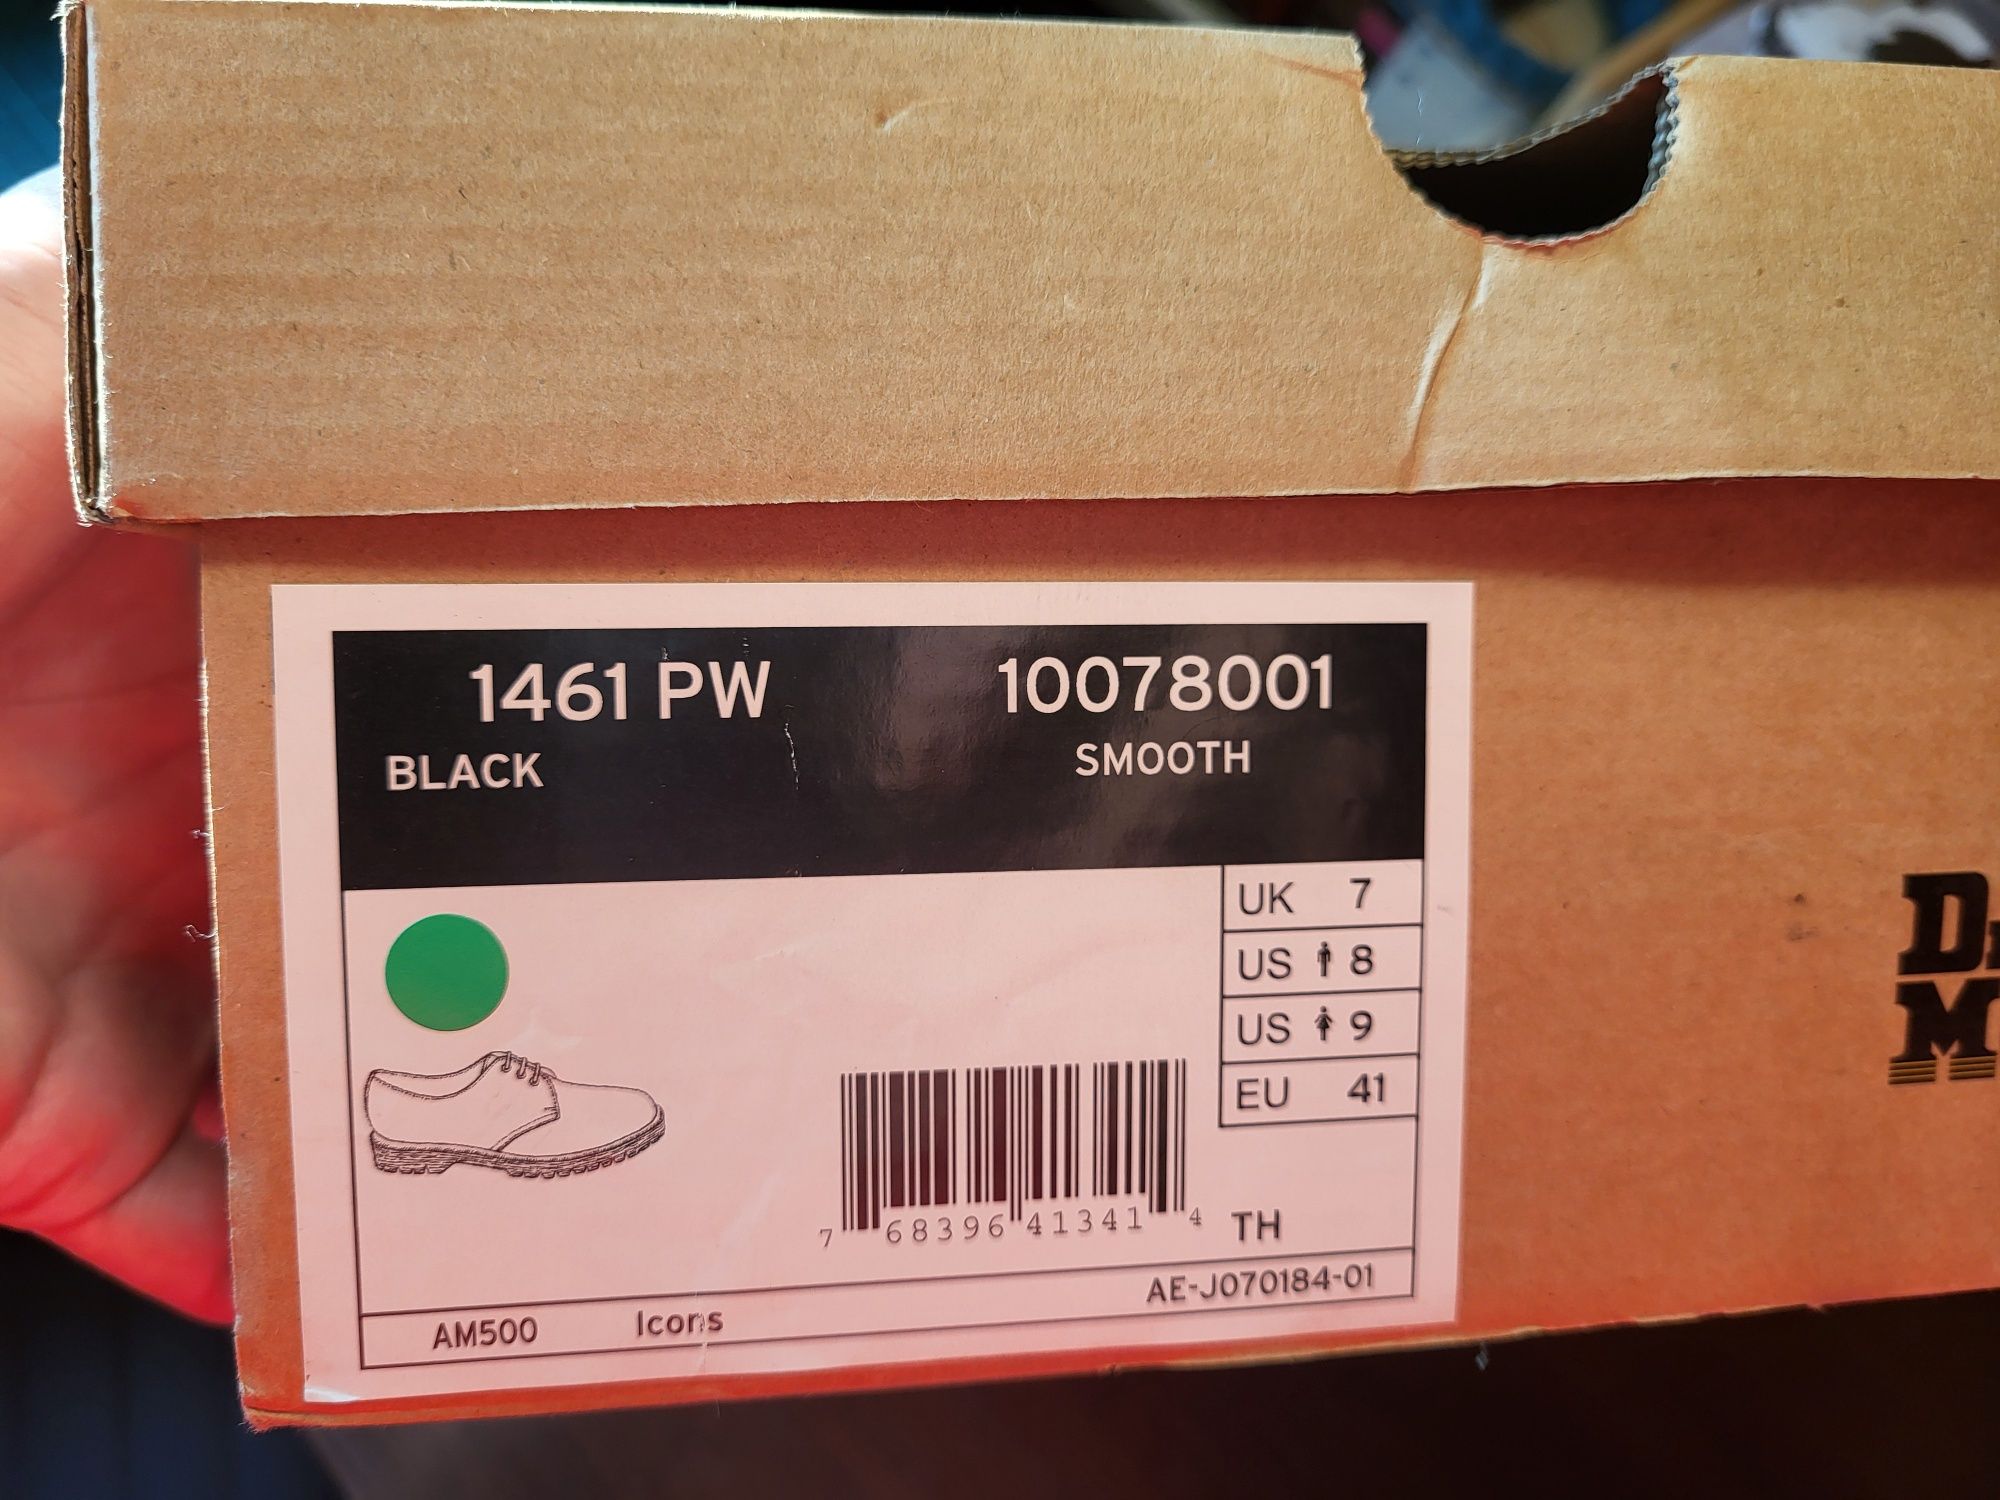 1461 PW 10078001
BLACK SMOOTH
UK 7
US 8
US 9
EU 41
7 68396 41341 4 TH
AM500 Icons AE-J070184-01